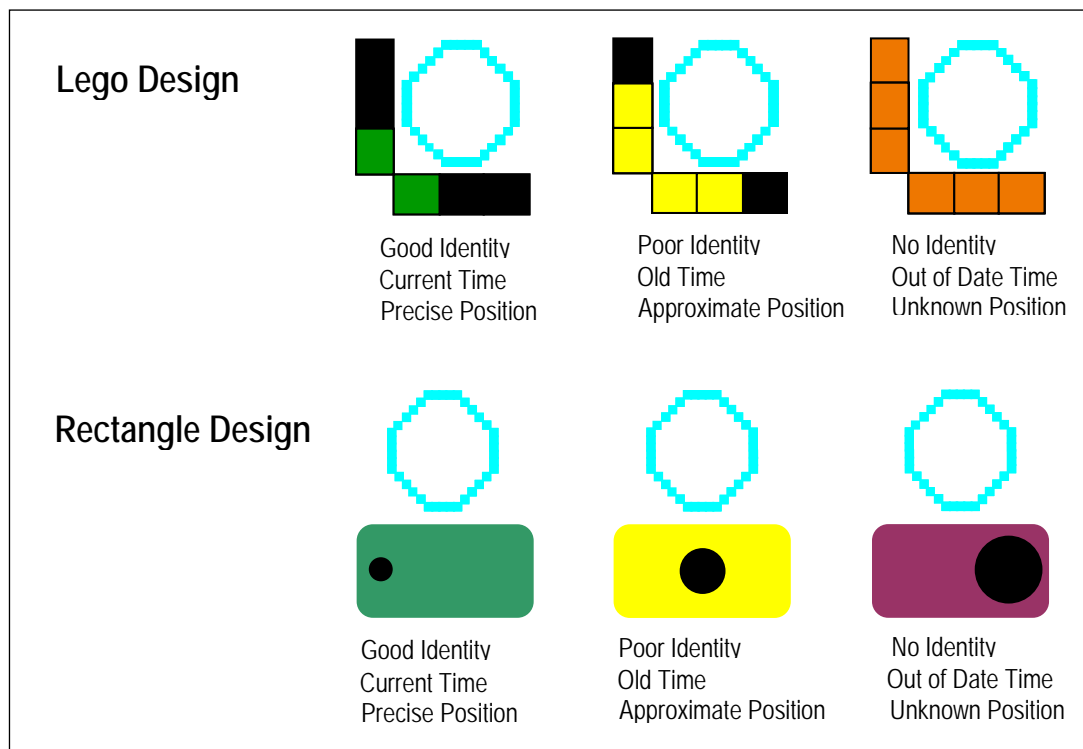 Lego Design
Good Identity
Current Time
Precise Position
Poor Identity
Old Time
Approximate Position
No Identity
Out of Date Time
Unknown Position
Rectangle Design
Good Identity
Current Time
Precise Position
Poor Identity
Old Time
Approximate Position
No Identity
Out of Date Time
Unknown Position